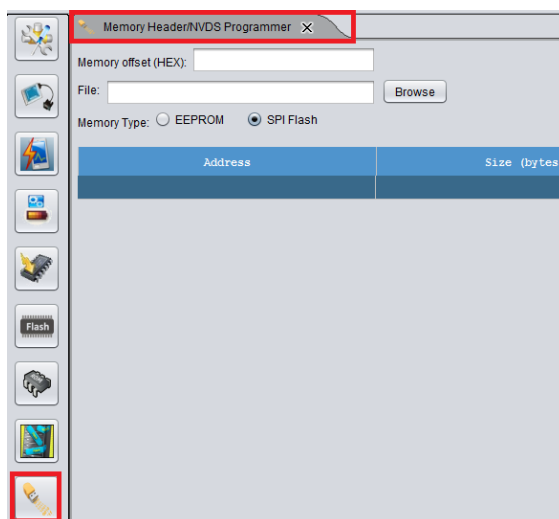 Memory Header/NVDS Programmer X
Memory offset (HEX):
File:
Browse
Memory Type: EEPROM SPI Flash
Address Size (bytes
Flash